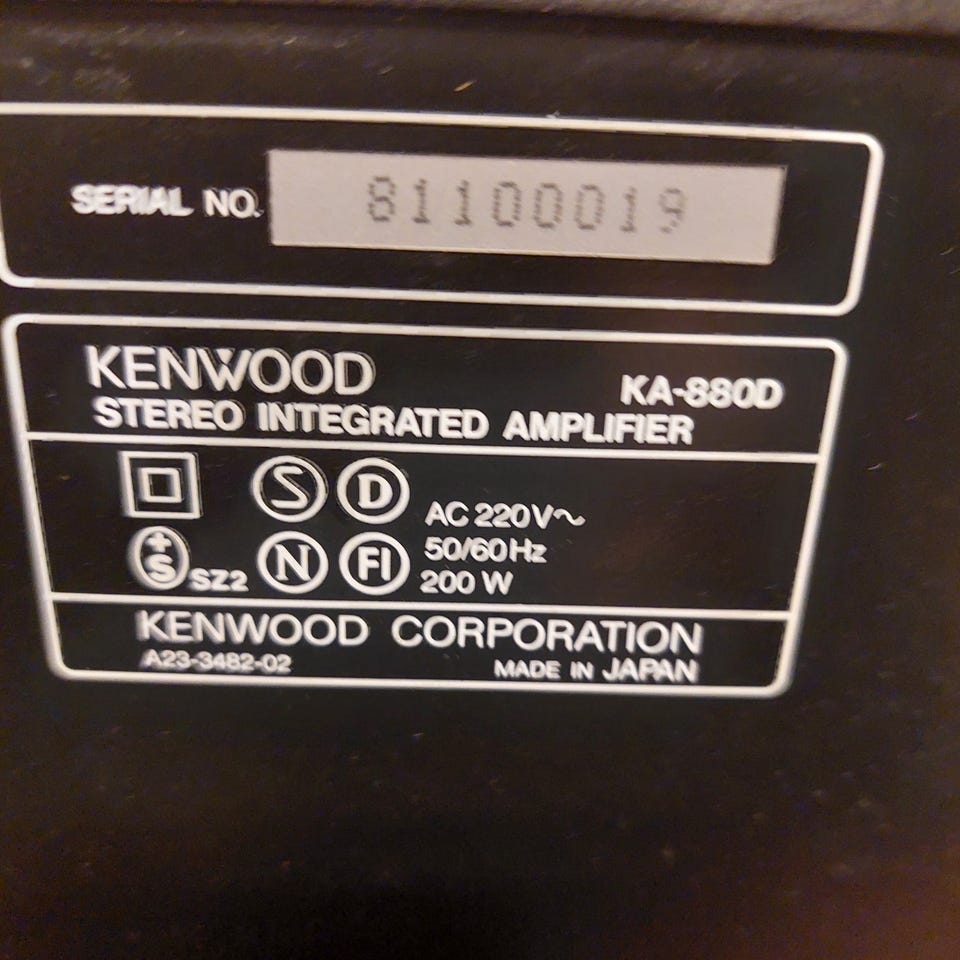 SERIAL NO. 81100019
KENWOOD KA-880D
STEREO INTEGRATED AMPLIFIER
S D AC 220V~
+S SZ2 N FI 50/60Hz
200 W
KENWOOD CORPORATION
A23-3482-02 MADE IN JAPAN